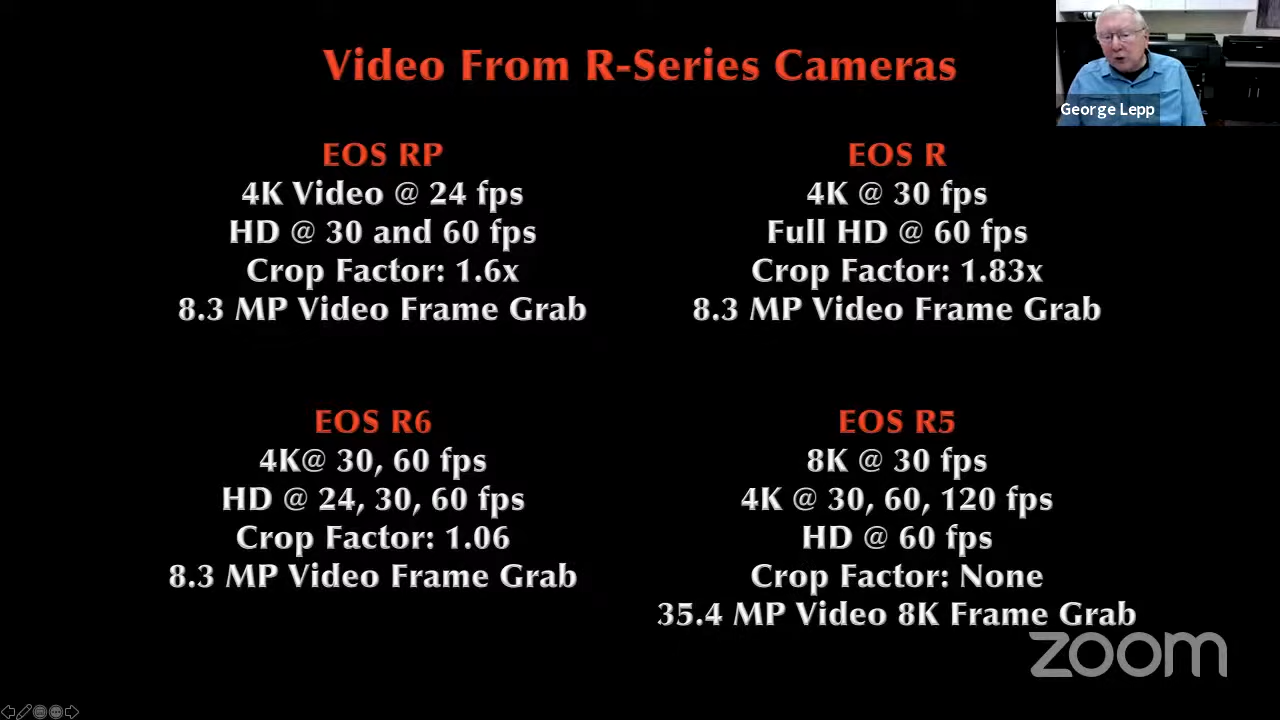 Video From R-Series Cameras
George Lepp
EOS RP
4K Video @ 24 fps
HD @ 30 and 60 fps
Crop Factor: 1.6x
8.3 MP Video Frame Grab
EOS R
4K @ 30 fps
Full HD @ 60 fps
Crop Factor: 1.83x
8.3 MP Video Frame Grab
EOS R6
4K@ 30, 60 fps
HD @ 24, 30, 60 fps
Crop Factor: 1.06
8.3 MP Video Frame Grab
EOS R5
8K @ 30 fps
4K @ 30, 60, 120 fps
HD @ 60 fps
Crop Factor: None
35.4 MP Video 8K Frame Grab
zoom